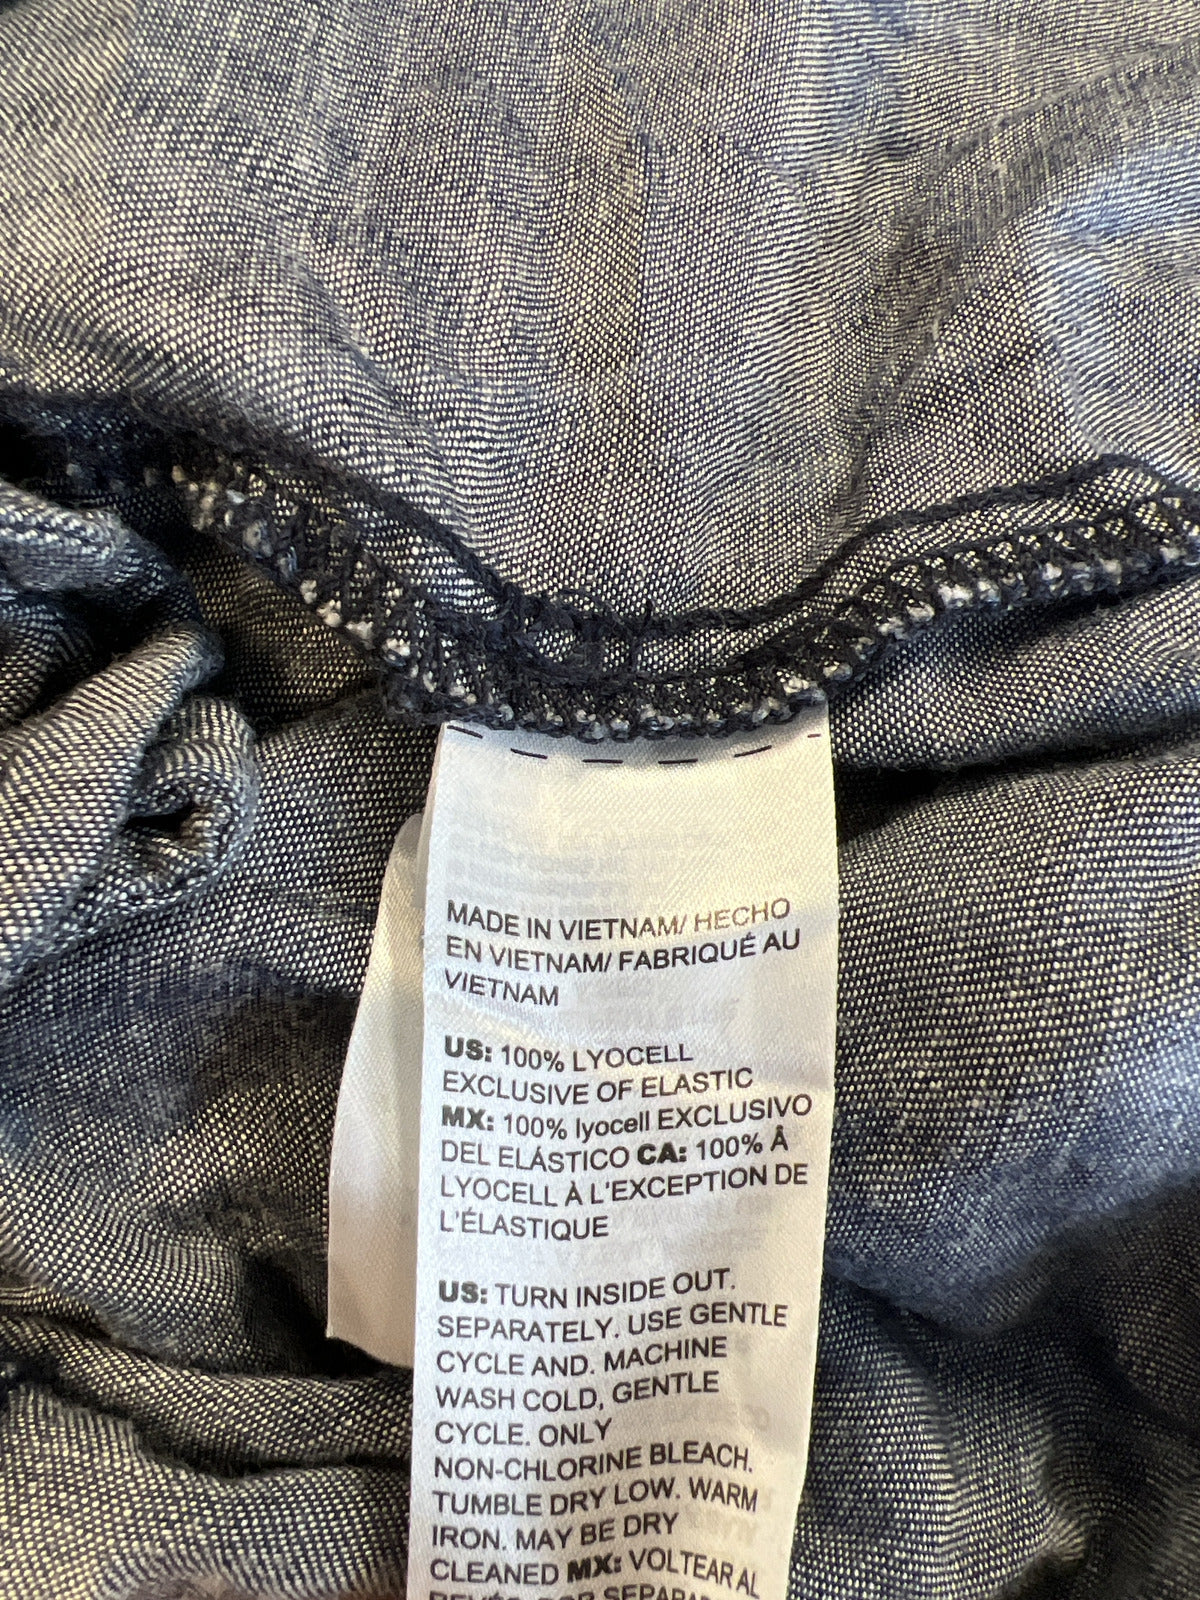 MADE IN VIETNAM/ HECHO
EN VIETNAM/ FABRIQUÉ AU
VIETNAM
US: 100% LYOCELL
EXCLUSIVE OF ELASTIC
MX: 100% lyocell EXCLUSIVO
DEL ELÁSTICO CA: 100% Â
LYOCELL À L'EXCEPTION DE
L'ÉLASTIQUE
US: TURN INSIDE OUT.
SEPARATELY. USE GENTLE
CYCLE AND. MACHINE
WASH COLD, GENTLE
CYCLE. ONLY
NON-CHLORINE BLEACH.
TUMBLE DRY LOW. WARM
IRON. MAY BE DRY
CLEANED MX: VOLTEAR AL